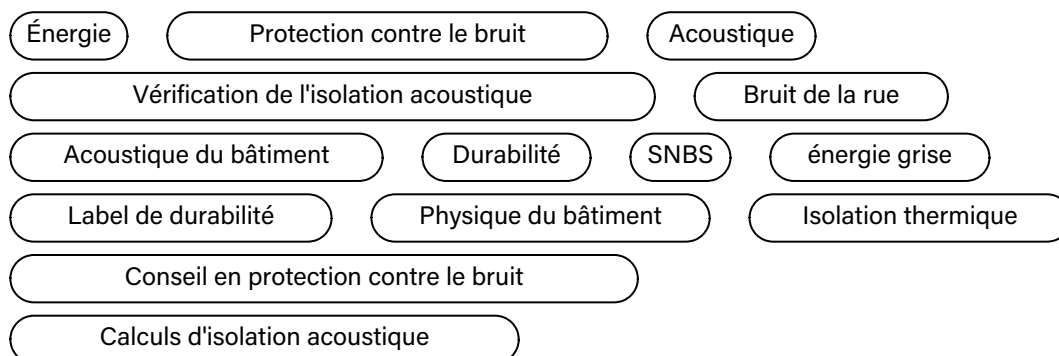 Énergie Protection contre le bruit Acoustique
Vérification de l'isolation acoustique Bruit de la rue
Acoustique du bâtiment Durabilité SNBS énergie grise
Label de durabilité Physique du bâtiment Isolation thermique
Conseil en protection contre le bruit
Calculs d'isolation acoustique